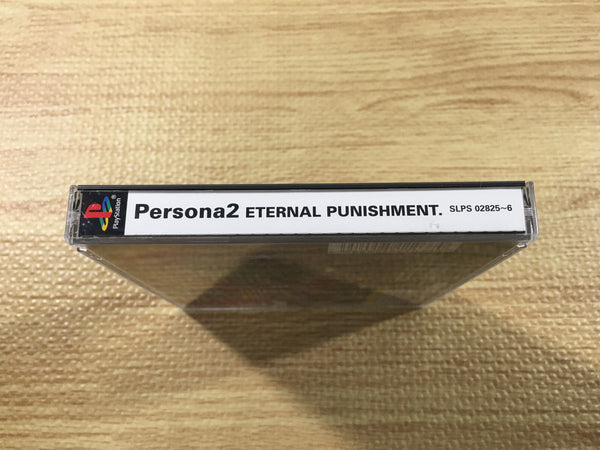 PlayStation
Persona2 ETERNAL PUNISHMENT. SLPS 02825~6